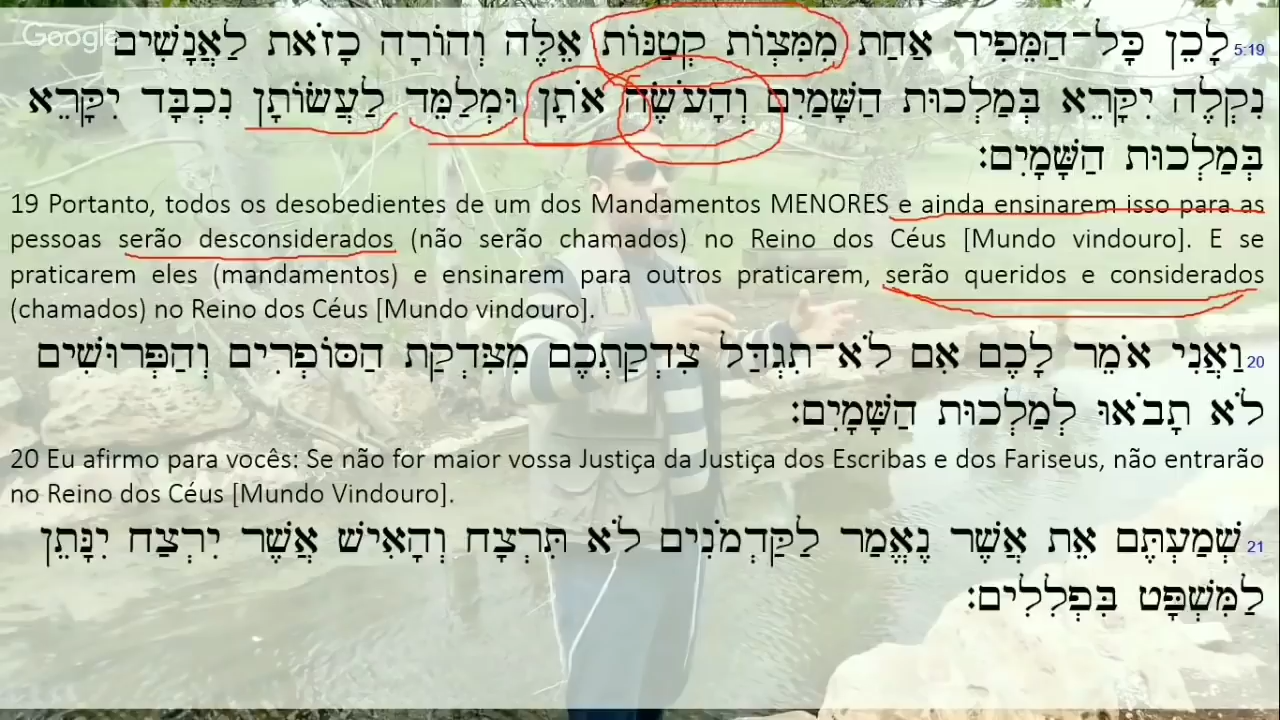 Google
5:19 לָכֵן כָּל־הַמֵּפִיר אַחַת מִמִּצְוֹת קְטַנּוֹת אֵלֶּה וְהוֹרָה כָזֹאת לַאֲנָשִׁים
נִקְלֶה יִקָּרֵא בְּמַלְכוּת הַשָּׁמַיִם וְהָעֹשֶׂה אֹתָן וּמְלַמֵּד לַעֲשׂוֹתָן נִכְבָּד יִקָּרֵא
בְּמַלְכוּת הַשָּׁמָיִם׃
19 Portanto, todos os desobedientes de um dos Mandamentos MENORES e ainda ensinarem isso para as
pessoas serão desconsiderados (não serão chamados) no Reino dos Céus [Mundo vindouro]. E se
praticarem eles (mandamentos) e ensinarem para outros praticarem, serão queridos e considerados
(chamados) no Reino dos Céus [Mundo vindouro].
20 וַאֲנִי אֹמֵר לָכֶם אִם לֹא־תִגְדַּל צִדְקַתְכֶם מִצִּדְקַת הַסּוֹפְרִים וְהַפְּרוּשִׁים
לֹא תָבֹאוּ לְמַלְכוּת הַשָּׁמָיִם׃
20 Eu afirmo para vocês: Se não for maior vossa Justiça da Justiça dos Escribas e dos Fariseus, não entrarão
no Reino dos Céus [Mundo Vindouro].
21 שְׁמַעְתֶּם אֵת אֲשֶׁר נֶאֱמַר לַקַּדְמֹנִים לֹא תִּרְצָח וְהָאִישׁ אֲשֶׁר יִרְצַח יִנָּתֵן
לַמִּשְׁפָּט בִּפְלִלִים׃